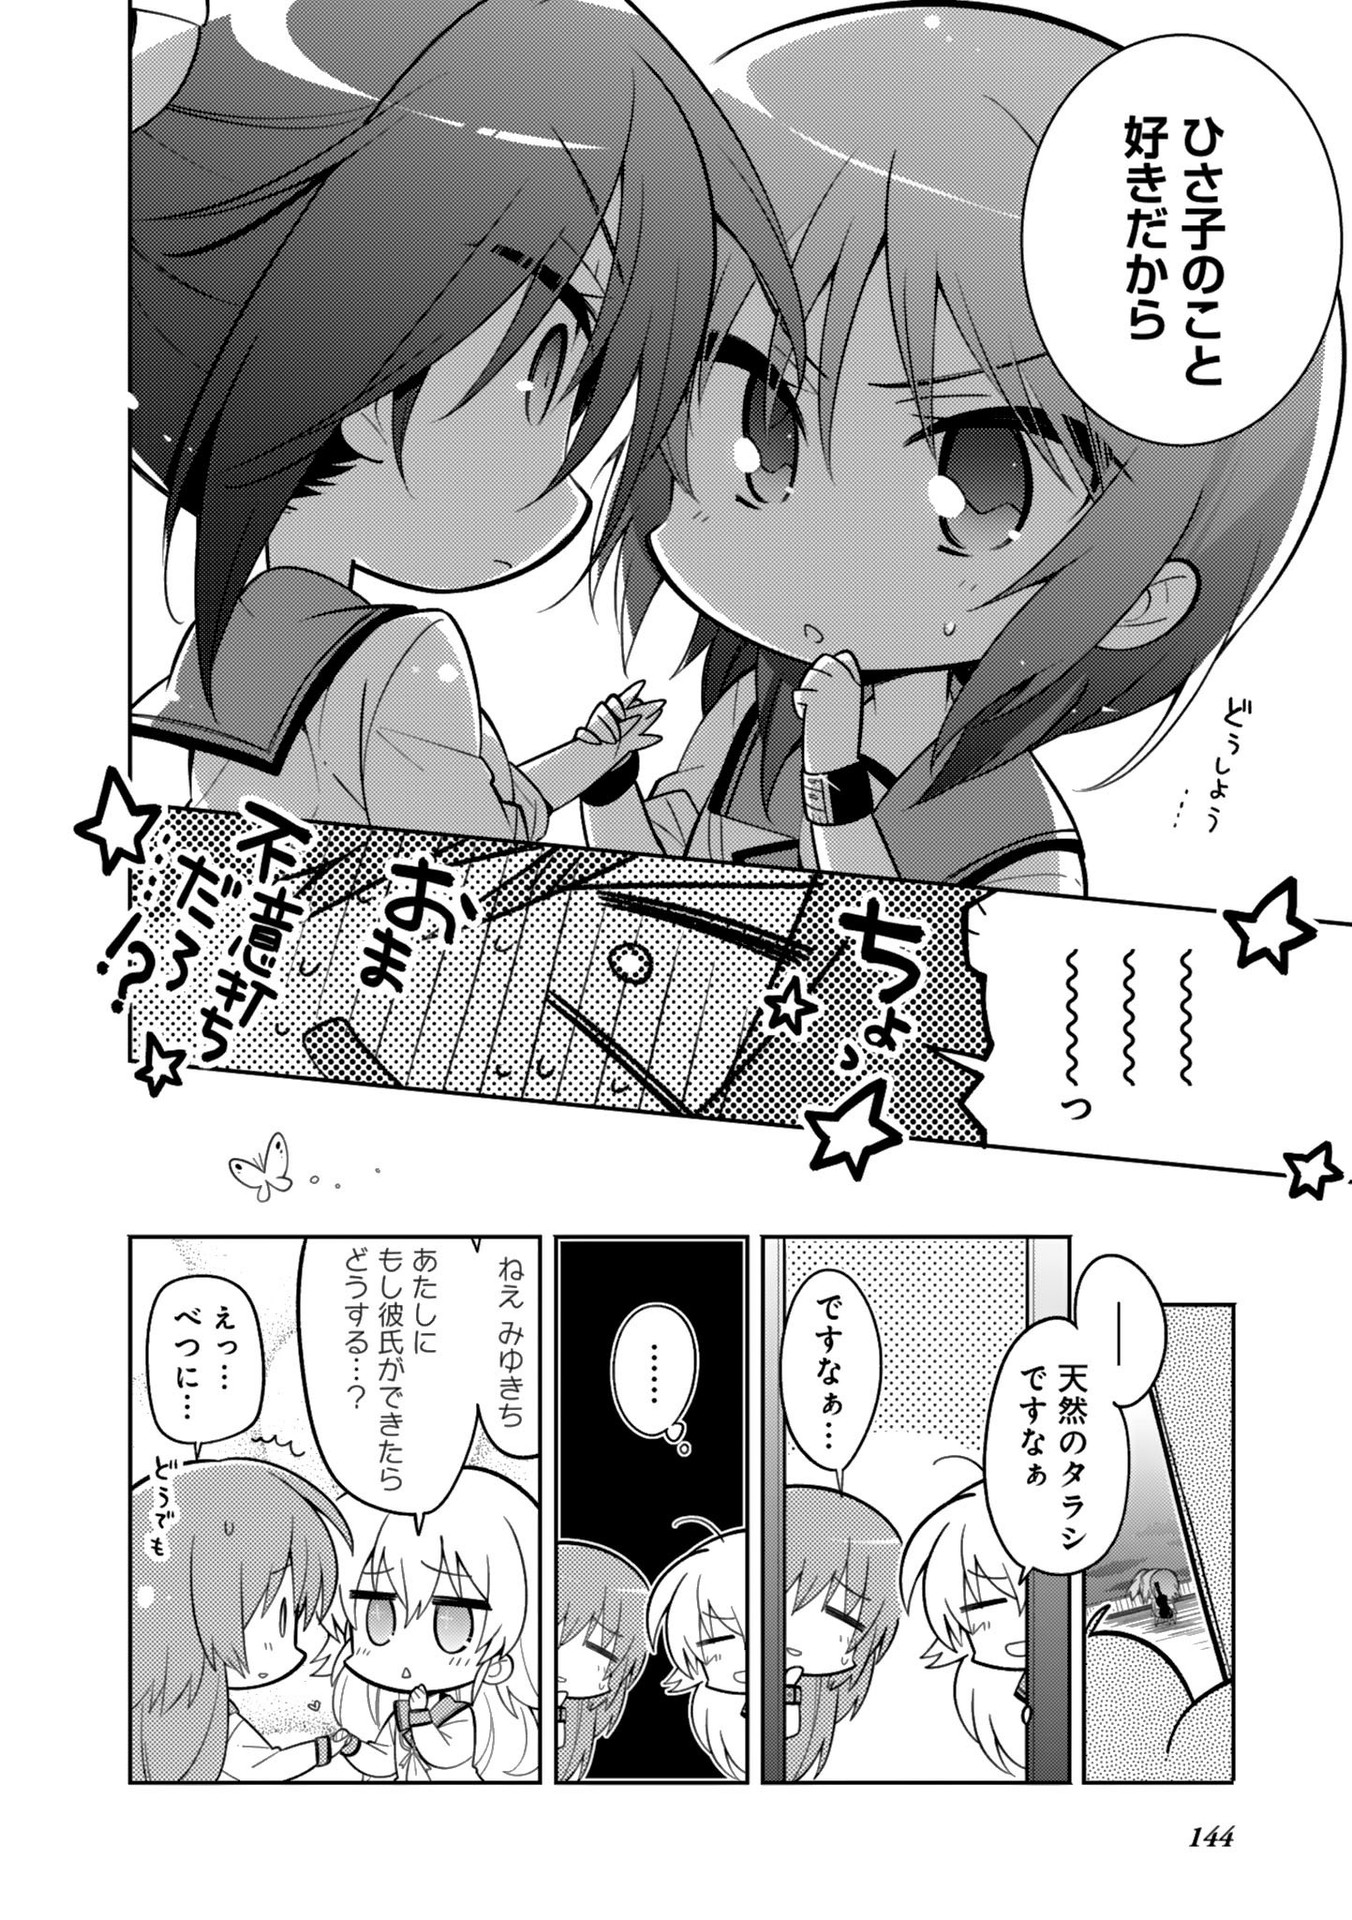 ひさ子のこと
好きだから
どうしよう
……
〜〜〜っ
ちょっ
おま
不意打ち
だろ
!?
―
天然のタラシ
ですなぁ
ですなぁ…
……
ねえ みゆきち
あたしに
もし彼氏ができたら
どうする…?
えっ…
べつに…
どうでも
144